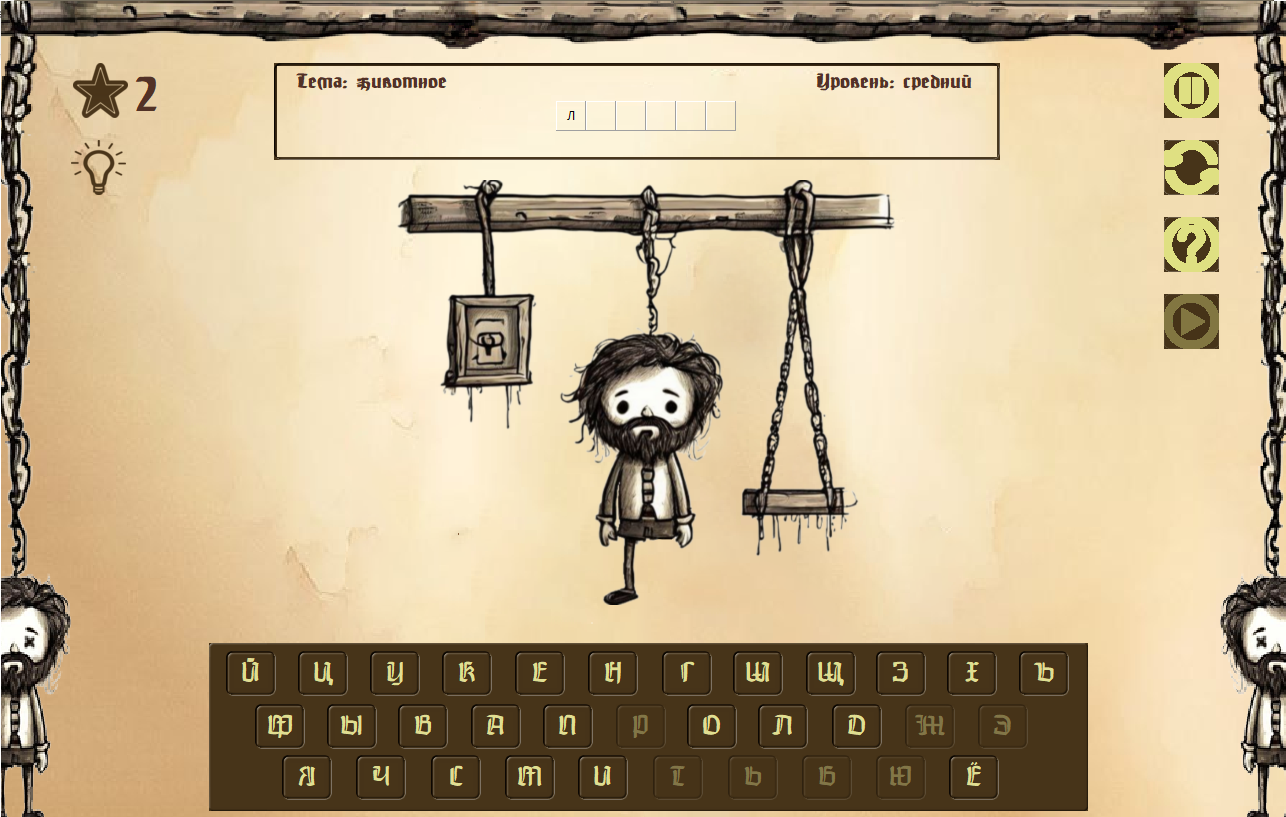 2
Тема: животное Уровень: средний
л
Й Ц У К Е Н Г Ш Щ З Х Ъ
Ф Ы В А П Р О Л Д Ж Э
Я Ч С М И Т Ь Б Ю Ё